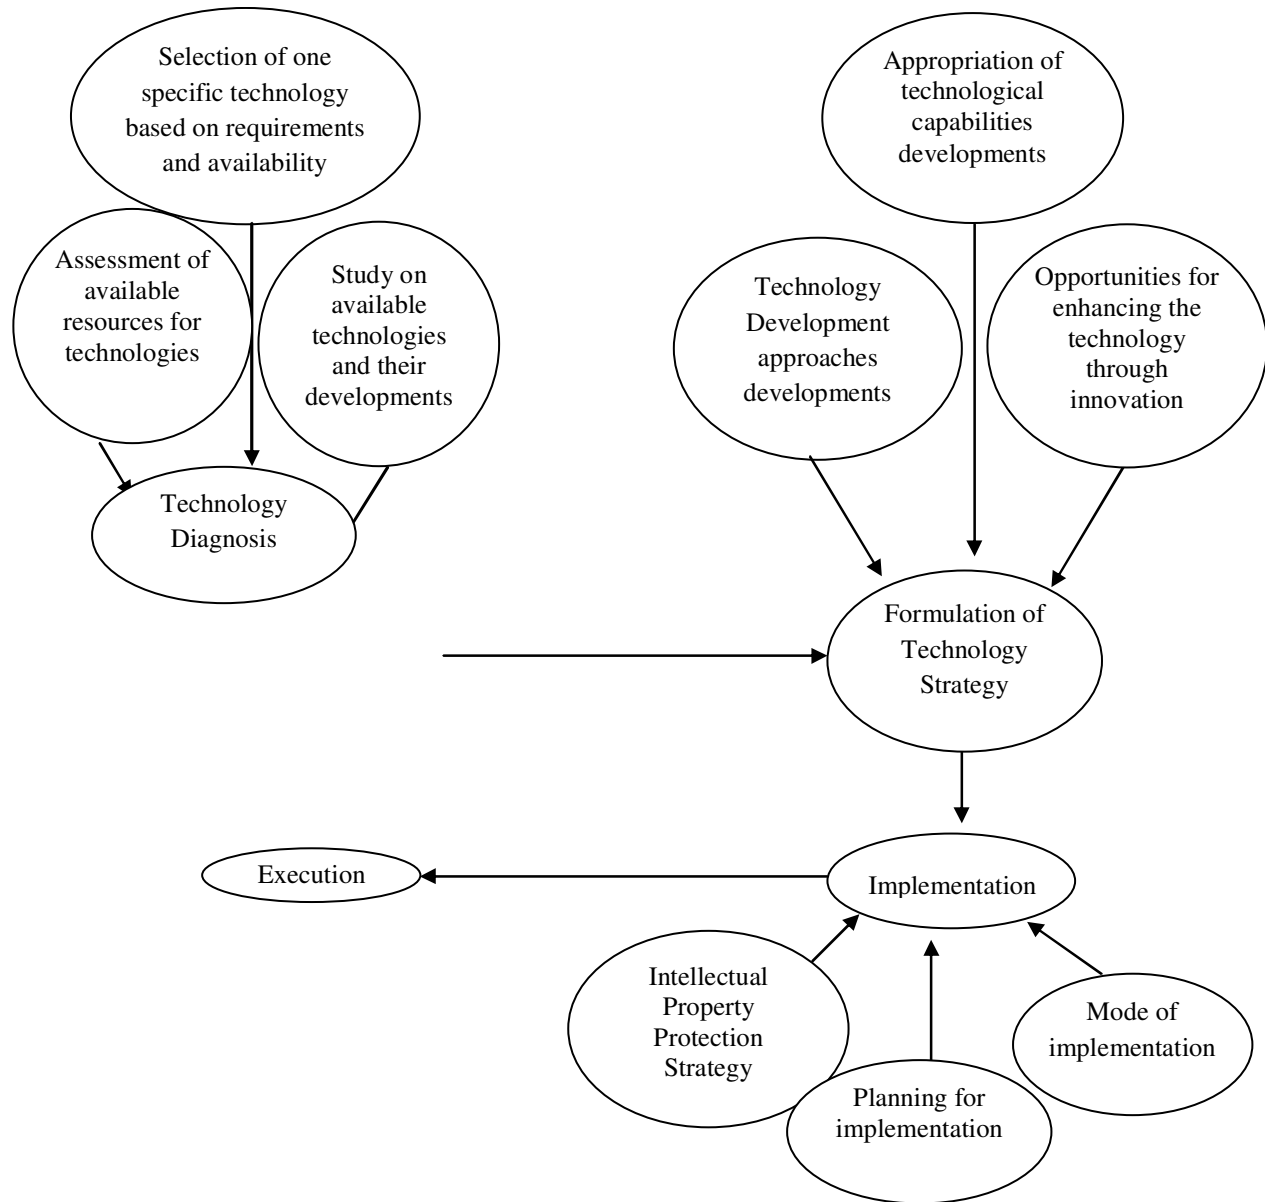 Selection of one
specific technology
based on requirements
and availability
Appropriation of
technological
capabilities
developments
Assessment of
available
resources for
technologies
Study on
available
technologies
and their
developments
Technology
Development
approaches
developments
Opportunities for
enhancing the
technology
through
innovation
Technology
Diagnosis
Formulation of
Technology
Strategy
Execution
Implementation
Intellectual
Property
Protection
Strategy
Planning for
implementation
Mode of
implementation